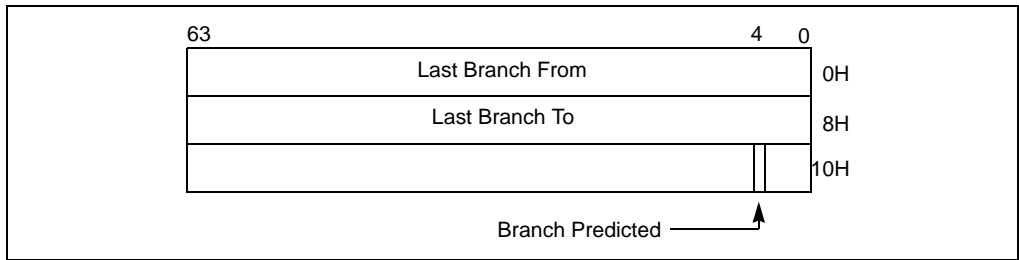 63 4 0
Last Branch From 0H
Last Branch To 8H
10H
Branch Predicted